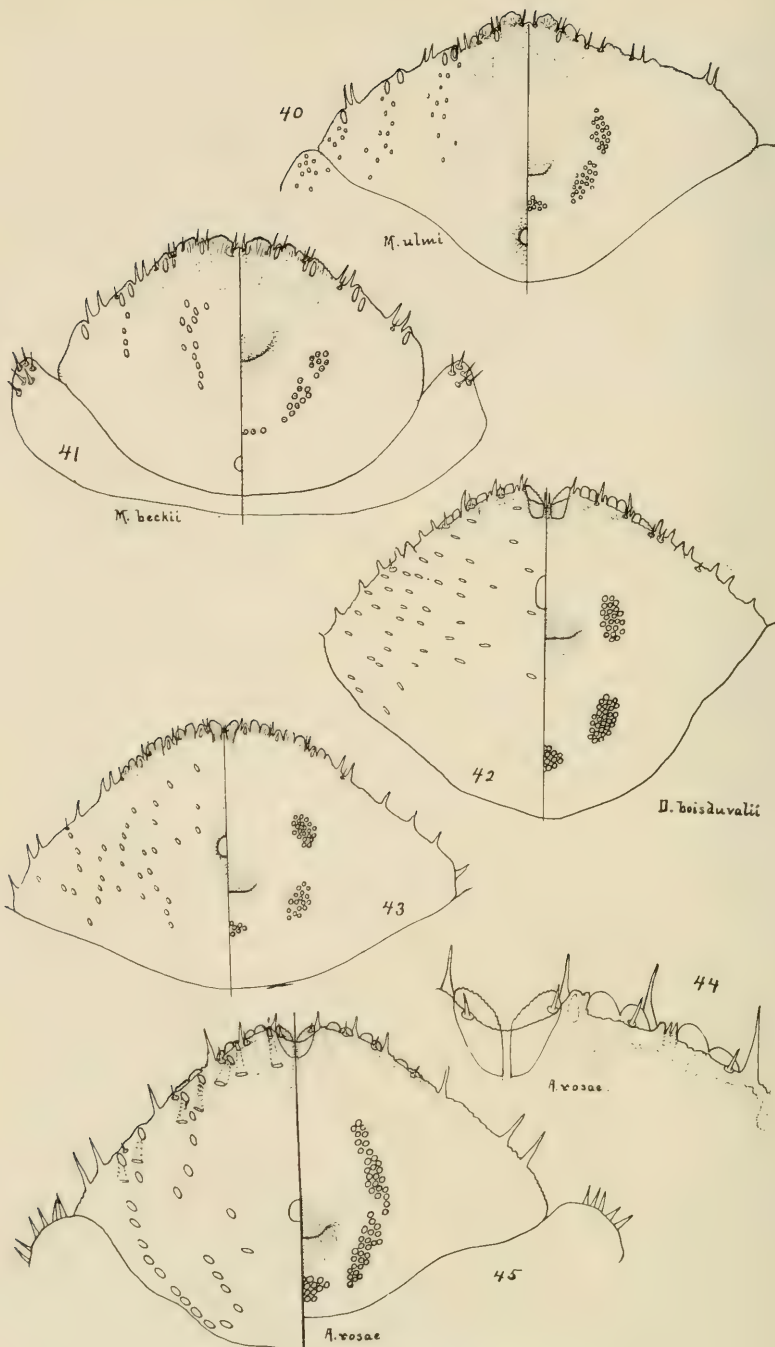 40
M. ulmi
41
M. beckii
42
D. boisduvalii
43
44
A. rosae.
45
A. rosae